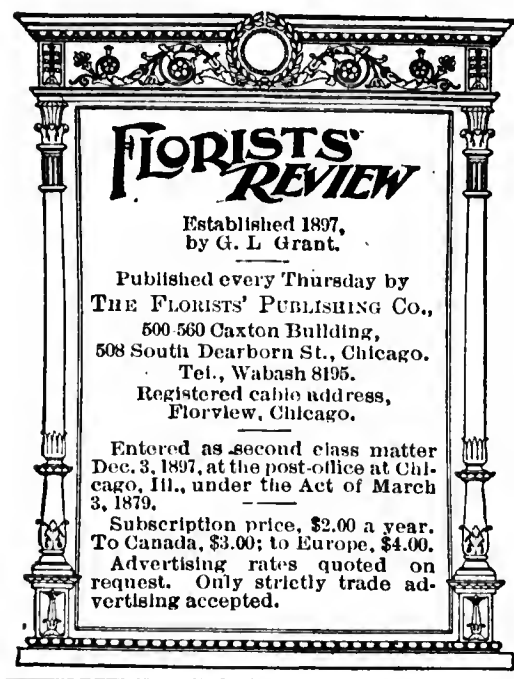 FLORISTS'
REVIEW
Established 1897,
by G. L Grant.
Published every Thursday by
THE FLORISTS' PUBLISHING CO.,
500-560 Caxton Building,
508 South Dearborn St., Chicago.
Tel., Wabash 8195.
Registered cable address,
Florview, Chicago.
Entered as second class matter
Dec. 3, 1897, at the post-office at Chi-
cago, Ill., under the Act of March
3, 1879.
Subscription price, $2.00 a year.
To Canada, $3.00; to Europe, $4.00.
Advertising rates quoted on
request. Only strictly trade ad-
vertising accepted.